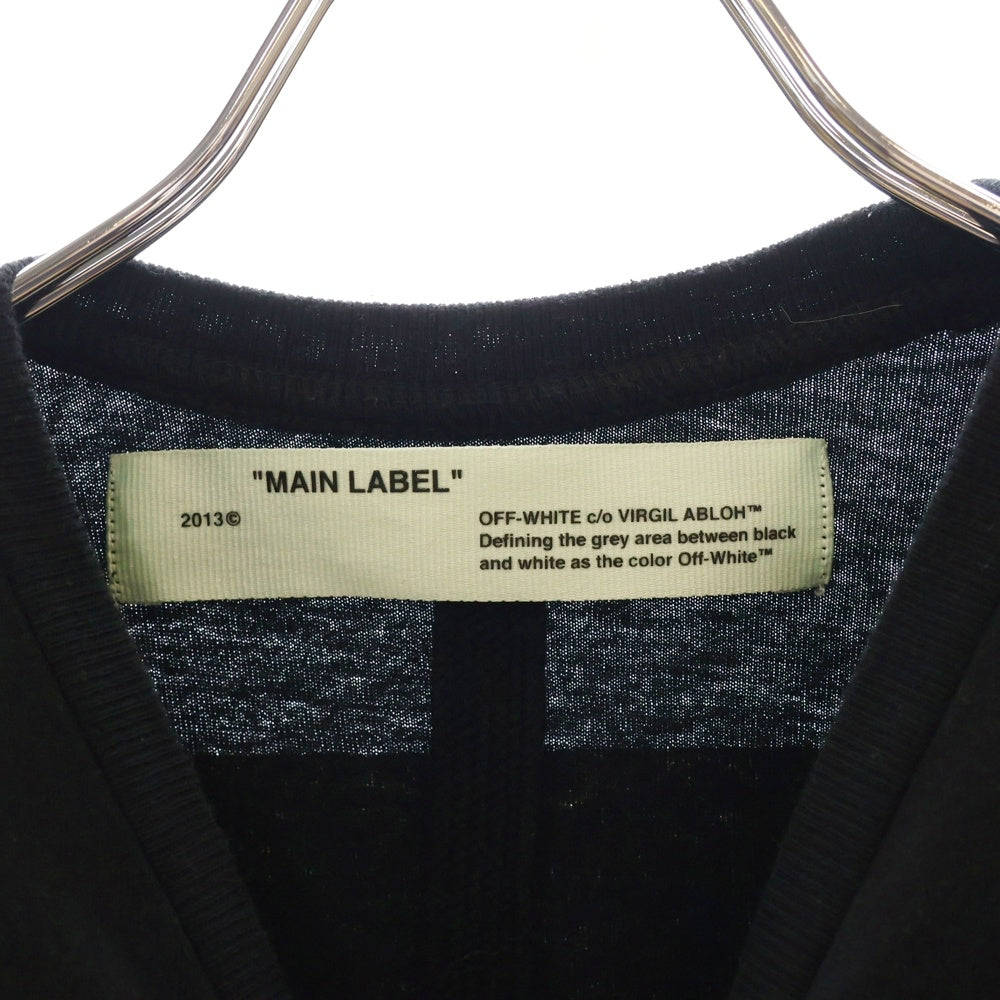 "MAIN LABEL"
2013©
OFF-WHITE c/o VIRGIL ABLOH™
Defining the grey area between black
and white as the color Off-White™